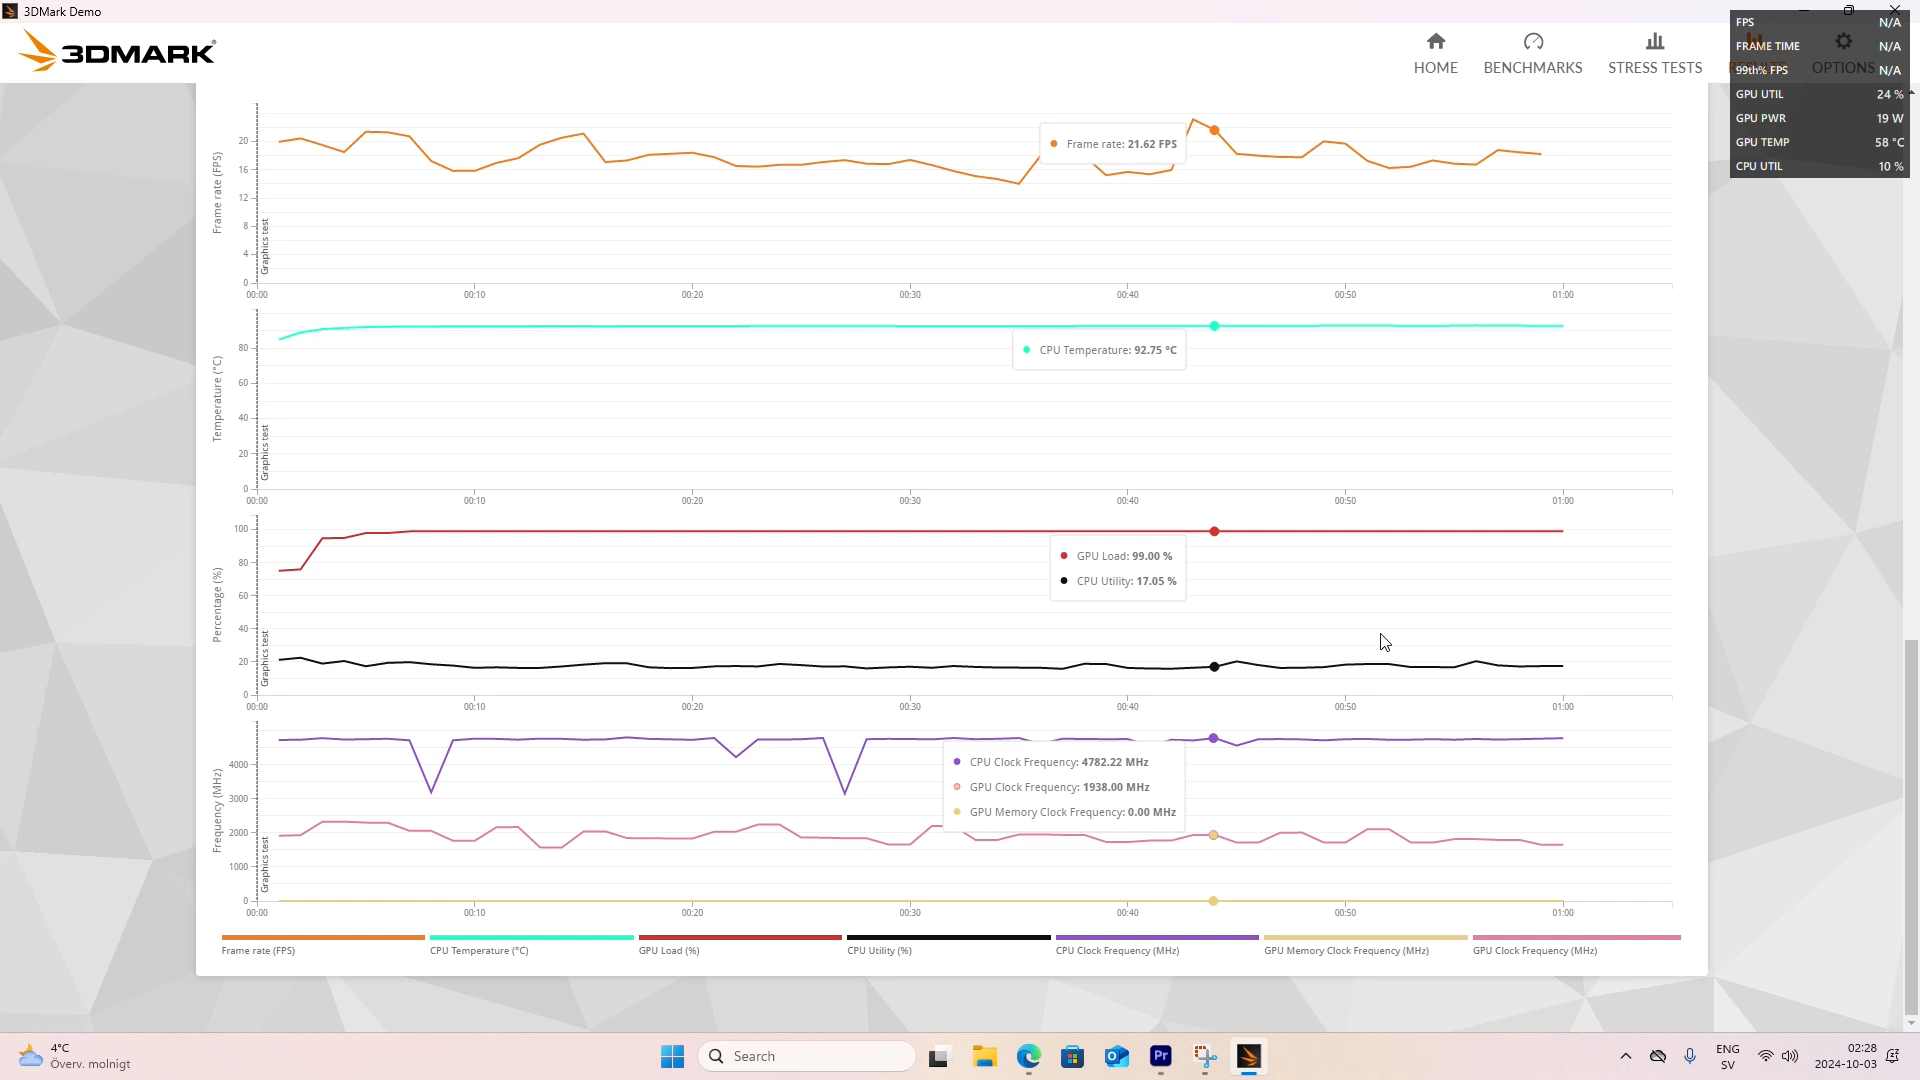 3DMark Demo
3DMARK
HOME
BENCHMARKS
STRESS TESTS
OPTIONS
FPS N/A
FRAME TIME N/A
99th% FPS N/A
GPU UTIL 24 %
GPU PWR 19 W
GPU TEMP 58 °C
CPU UTIL 10 %
Frame rate (FPS)
20
16
12
8
4
0
Graphics test
Frame rate: 21.62 FPS
00:00 00:10 00:20 00:30 00:40 00:50 01:00
Temperature (°C)
80
60
40
20
0
Graphics test
CPU Temperature: 92.75 °C
00:00 00:10 00:20 00:30 00:40 00:50 01:00
Percentage (%)
100
80
60
40
20
0
Graphics test
GPU Load: 99.00 %
CPU Utility: 17.05 %
00:00 00:10 00:20 00:30 00:40 00:50 01:00
Frequency (MHz)
4000
3000
2000
1000
0
Graphics test
CPU Clock Frequency: 4782.22 MHz
GPU Clock Frequency: 1938.00 MHz
GPU Memory Clock Frequency: 0.00 MHz
00:00 00:10 00:20 00:30 00:40 00:50 01:00
Frame rate (FPS)
CPU Temperature (°C)
GPU Load (%)
CPU Utility (%)
CPU Clock Frequency (MHz)
GPU Memory Clock Frequency (MHz)
GPU Clock Frequency (MHz)
4°C
Överv. molnigt
Search
Pr
ENG
SV
02:28
2024-10-03